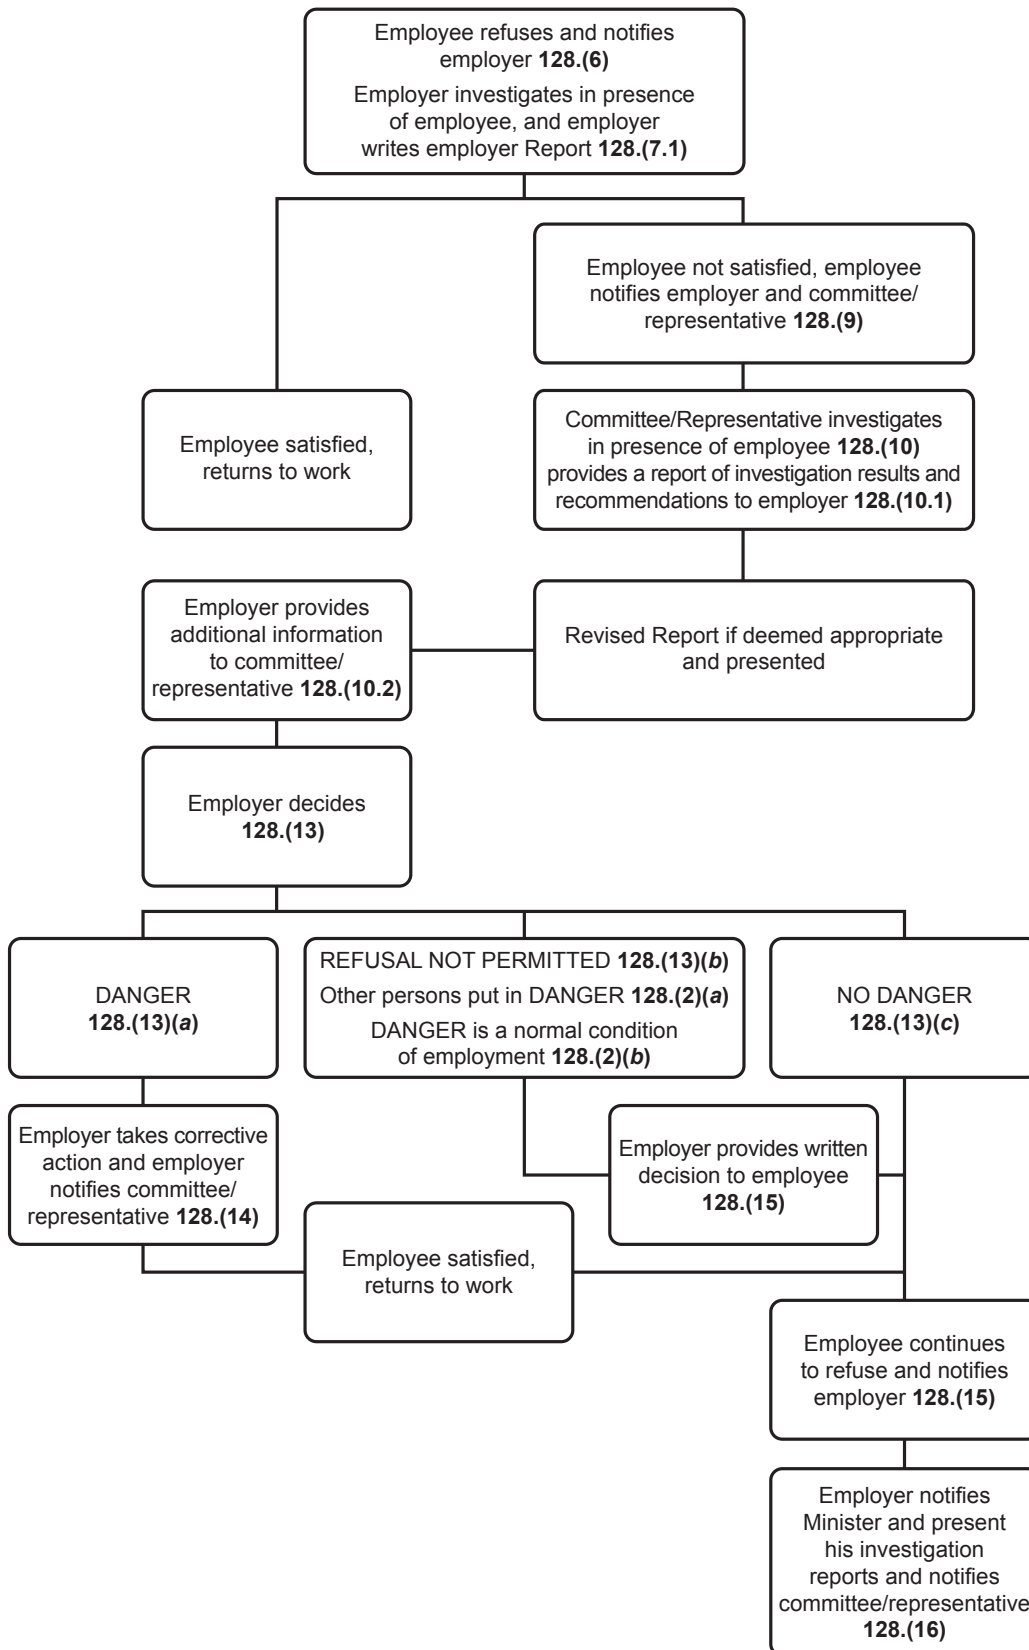 Employee refuses and notifies
employer 128.(6)
Employer investigates in presence
of employee, and employer
writes employer Report 128.(7.1)
Employee not satisfied, employee
notifies employer and committee/
representative 128.(9)
Employee satisfied,
returns to work
Committee/Representative investigates
in presence of employee 128.(10)
provides a report of investigation results and
recommendations to employer 128.(10.1)
Employer provides
additional information
to committee/
representative 128.(10.2)
Revised Report if deemed appropriate
and presented
Employer decides
128.(13)
DANGER
128.(13)(a)
REFUSAL NOT PERMITTED 128.(13)(b)
Other persons put in DANGER 128.(2)(a)
DANGER is a normal condition
of employment 128.(2)(b)
NO DANGER
128.(13)(c)
Employer takes corrective
action and employer
notifies committee/
representative 128.(14)
Employer provides written
decision to employee
128.(15)
Employee satisfied,
returns to work
Employee continues
to refuse and notifies
employer 128.(15)
Employer notifies
Minister and present
his investigation
reports and notifies
committee/representative
128.(16)